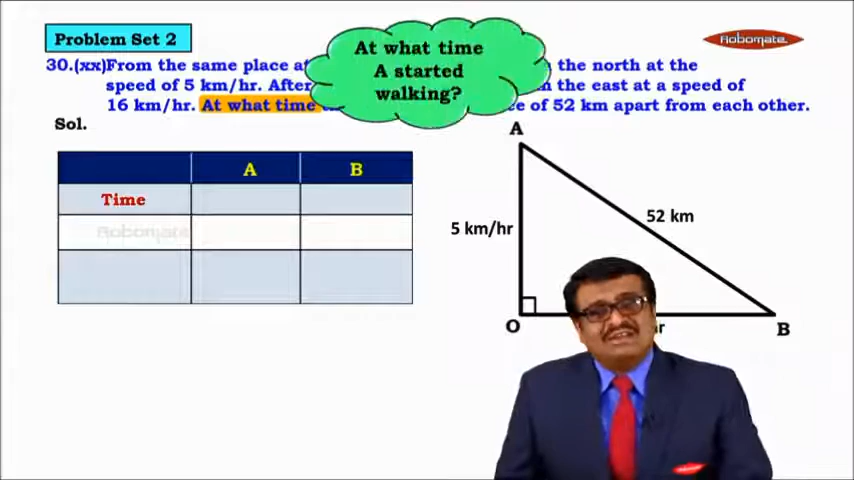 Problem Set 2
At what time
A started
walking?
Robomate.
30.(xx)From the same place at the north at the
speed of 5 km/hr. After the east at a speed of
16 km/hr. At what time of 52 km apart from each other.
Sol.
A
A B
Time
52 km
5 km/hr
Robomate
O
B